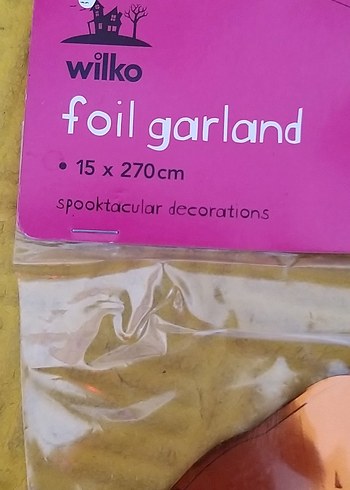 wilko
foil garland
• 15 x 270cm
spooktacular decorations